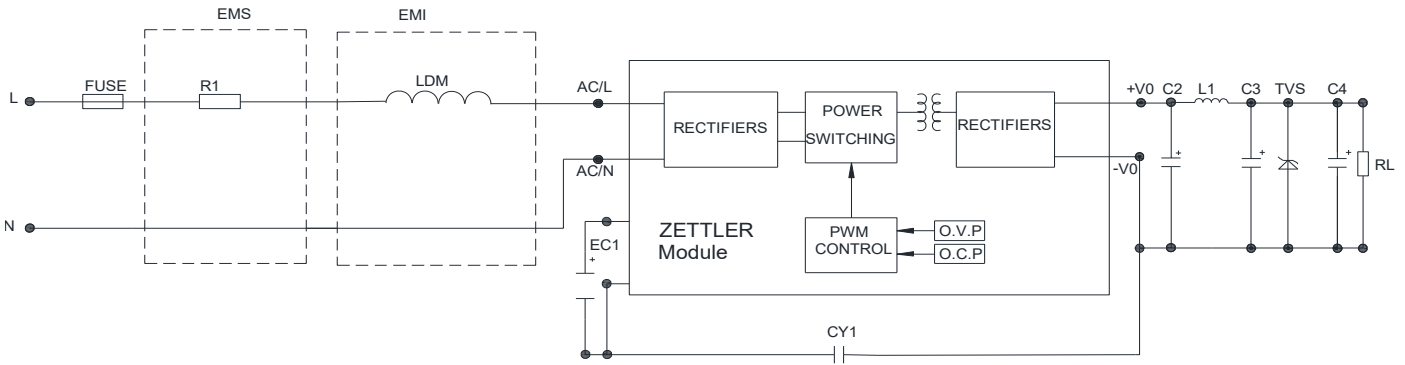 EMS
EMI
L
FUSE
R1
LDM
AC/L
AC/N
N
RECTIFIERS
POWER
SWITCHING
RECTIFIERS
+V0
C2
L1
C3
TVS
C4
-V0
+
+
+
RL
EC1
+
ZETTLER
Module
PWM
CONTROL
O.V.P
O.C.P
CY1